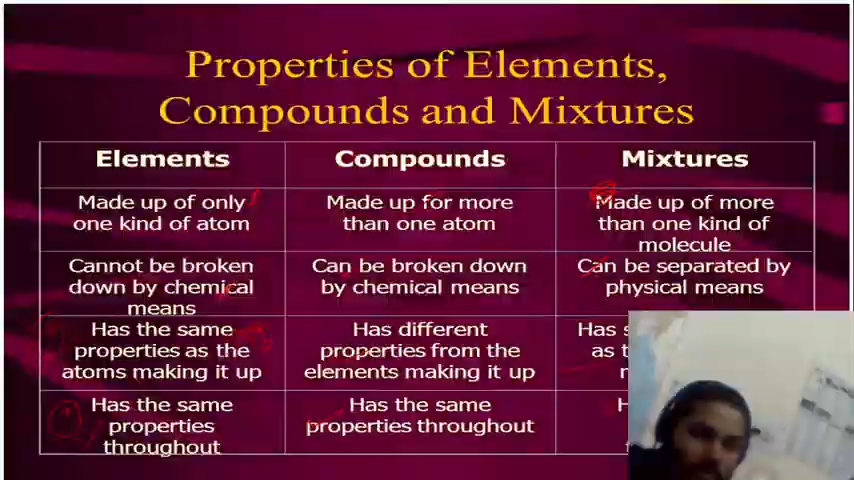 Properties of Elements,
Compounds and Mixtures
Elements
Compounds
Mixtures
Made up of only
one kind of atom
Made up for more
than one atom
Made up of more
than one kind of
molecule
Cannot be broken
down by chemical
means
Can be broken down
by chemical means
Can be separated by
physical means
Has the same
properties as the
atoms making it up
Has different
properties from the
elements making it up
Has
as
Has the same
properties
throughout
Has the same
properties throughout